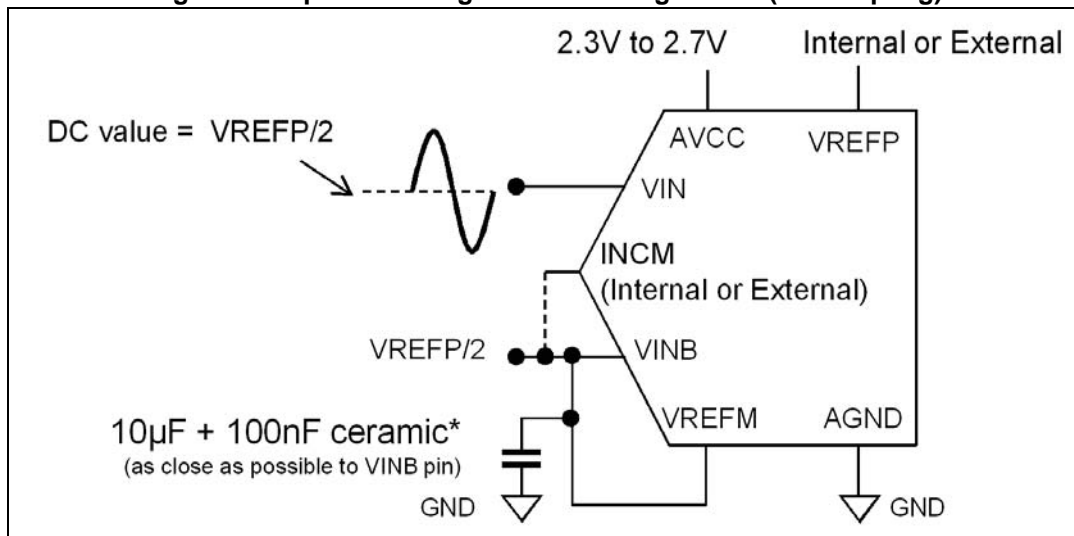 2.3V to 2.7V Internal or External
DC value = VREFP/2
AVCC VREFP
VIN
INCM
(Internal or External)
VREFP/2
VINB
10µF + 100nF ceramic*
(as close as possible to VINB pin)
VREFM AGND
GND
GND